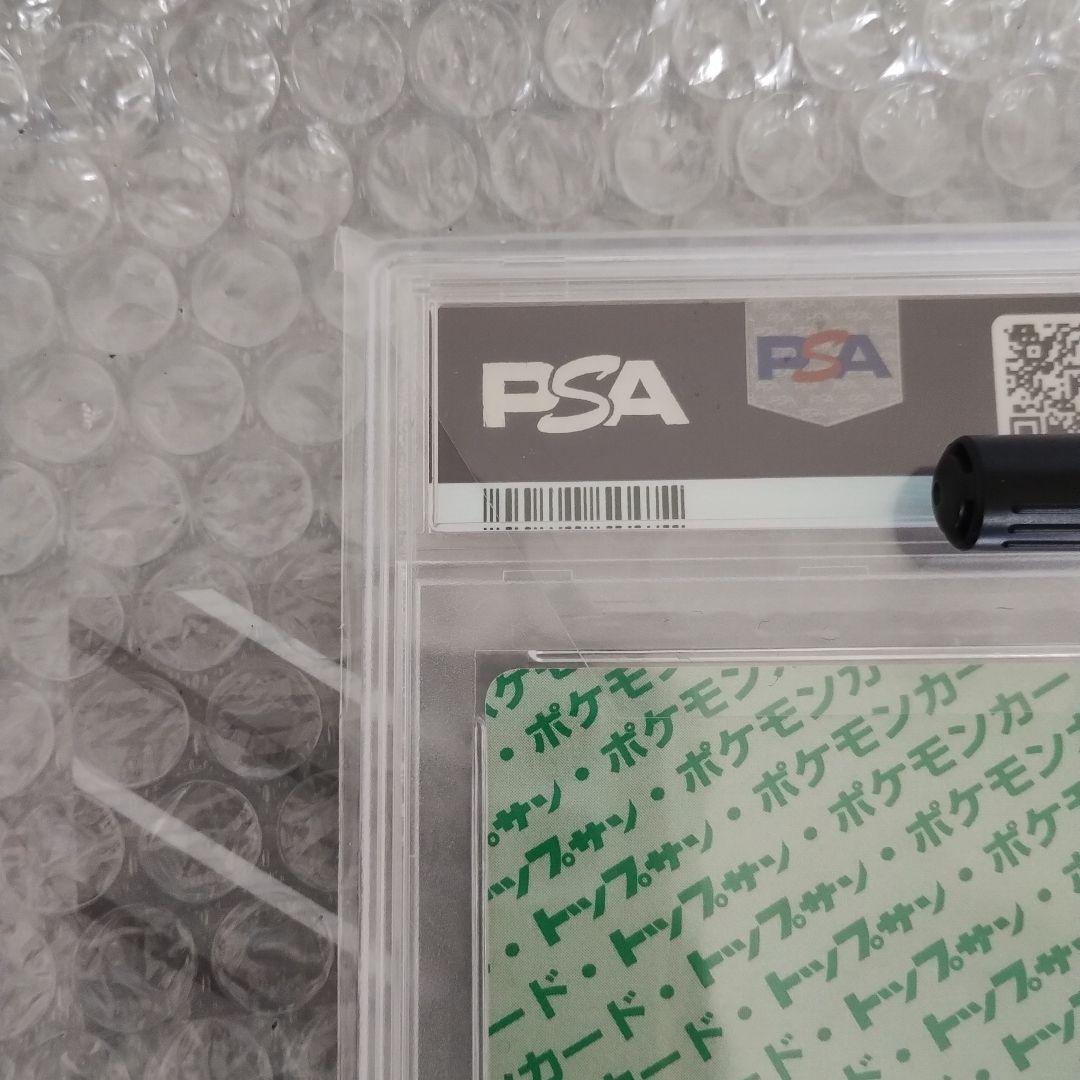 PSA
PSA
ポケモン
・ポケモン
・ポケモンカ
トップサン・ポケモンカー
トップサン・ポケモンカー
・トップサン・ポケモンカー
カード・トップサン・ポケモン
カード・トップサン・ポケ
カード・トップサン・
ド・トップサン